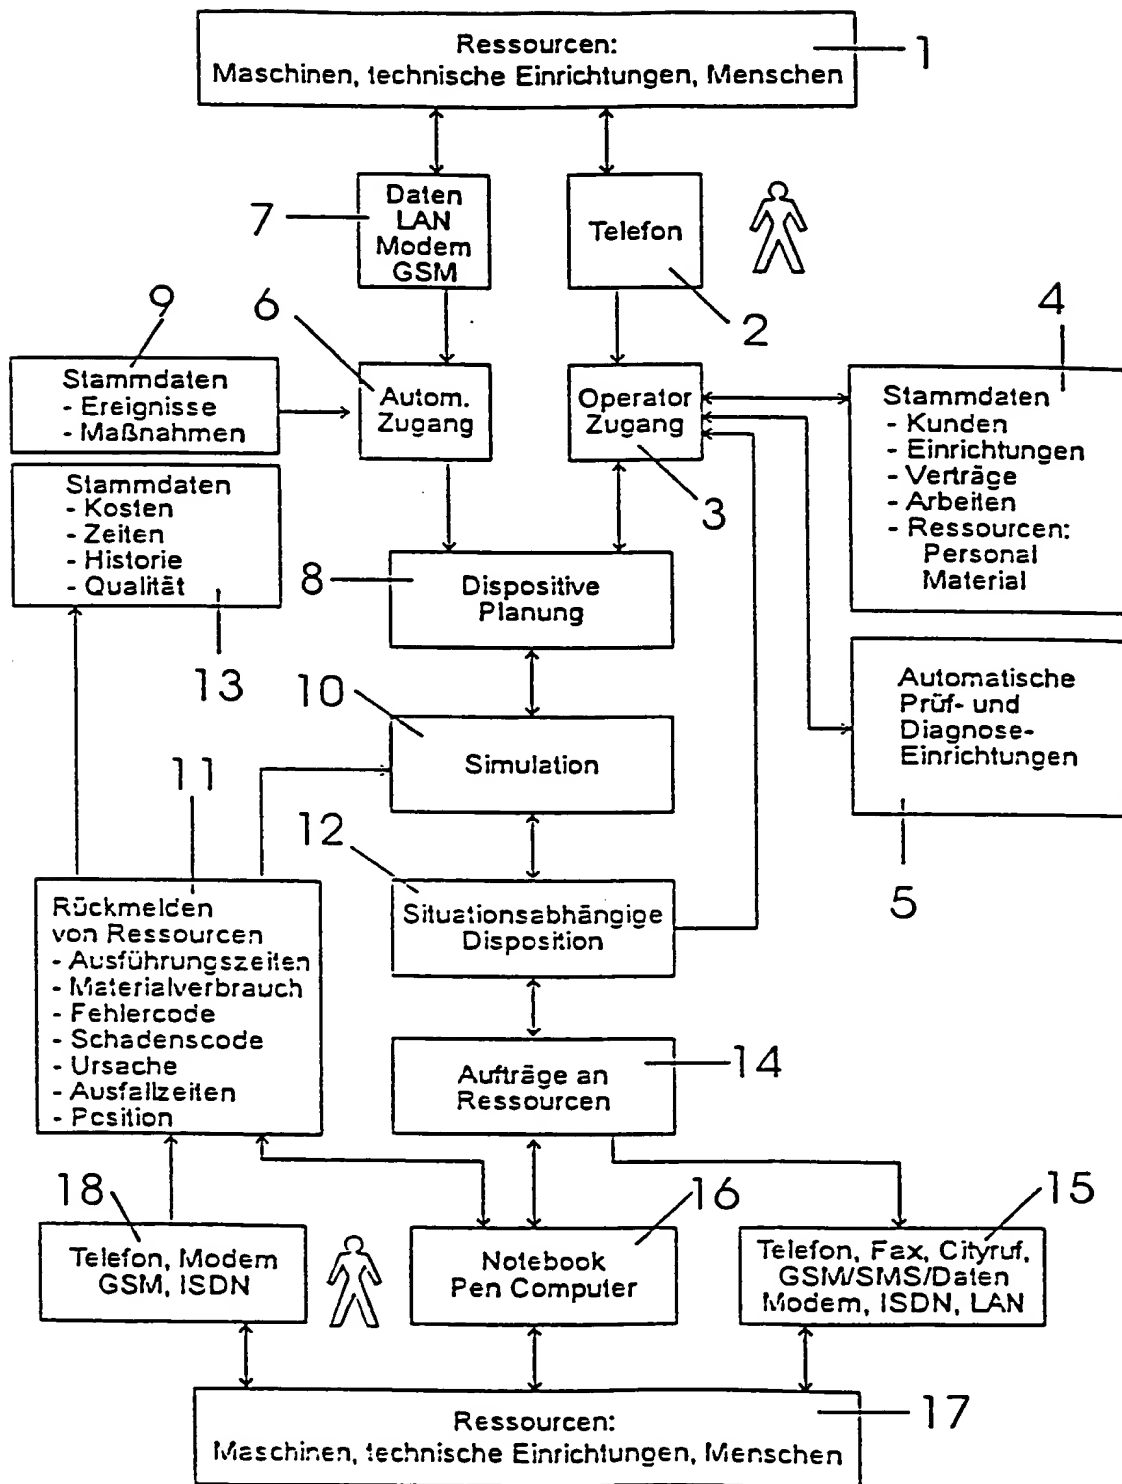 Ressourcen:
Maschinen, technische Einrichtungen, Menschen
1
Daten
LAN
Modem
GSM
7
Telefon
2
9
6
4
Stammdaten
- Ereignisse
- Maßnahmen
Autom.
Zugang
Operator
Zugang
3
Stammdaten
- Kunden
- Einrichtungen
- Verträge
- Arbeiten
- Ressourcen:
Personal
Material
Stammdaten
- Kosten
- Zeiten
- Historie
- Qualität
13
8
Dispositive
Planung
Automatische
Prüf- und
Diagnose-
Einrichtungen
5
10
Simulation
11
12
Situationsabhängige
Disposition
Rückmelden
von Ressourcen
- Ausführungszeiten
- Materialverbrauch
- Fehlercode
- Schadenscode
- Ursache
- Ausfallzeiten
- Position
Aufträge an
Ressourcen
14
18
16
15
Telefon, Modem
GSM, ISDN
Notebook
Pen Computer
Telefon, Fax, Cityruf,
GSM/SMS/Daten
Modem, ISDN, LAN
Ressourcen:
Maschinen, technische Einrichtungen, Menschen
17